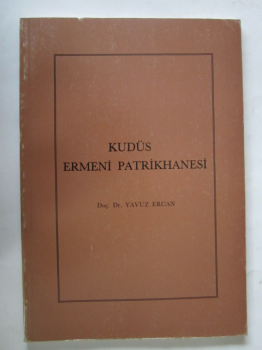 KUDÜS
ERMENİ PATRİKHANESİ
Doç. Dr. YAVUZ ERCAN